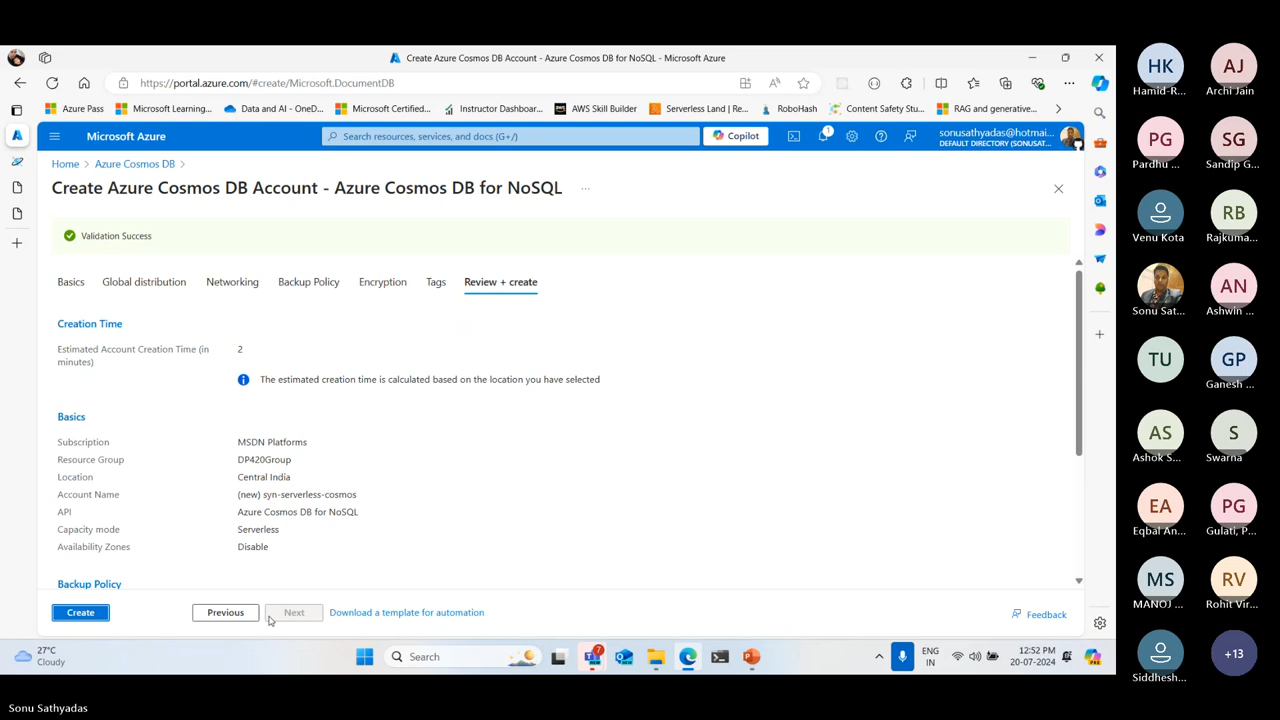 Create Azure Cosmos DB Account - Azure Cosmos DB for NoSQL - Microsoft Azure
https://portal.azure.com/#create/Microsoft.DocumentDB
Azure Pass
Microsoft Learning...
Data and AI - OneD...
Microsoft Certified...
Instructor Dashboar...
aws
AWS Skill Builder
Serverless Land | Re...
RoboHash
Content Safety Stu...
RAG and generative...
Microsoft Azure
Search resources, services, and docs (G+/)
Copilot
1
sonusathyadas@hotmai...
DEFAULT DIRECTORY (SONUSAT...
Home > Azure Cosmos DB >
Create Azure Cosmos DB Account - Azure Cosmos DB for NoSQL ...
Validation Success
Basics
Global distribution
Networking
Backup Policy
Encryption
Tags
Review + create
Creation Time
Estimated Account Creation Time (in
minutes)
2
The estimated creation time is calculated based on the location you have selected
Basics
Subscription MSDN Platforms
Resource Group DP420Group
Location Central India
Account Name (new) syn-serverless-cosmos
API Azure Cosmos DB for NoSQL
Capacity mode Serverless
Availability Zones Disable
Backup Policy
Create
Previous
Next
Download a template for automation
Feedback
27°C
Cloudy
Search
7
ENG
IN
12:52 PM
20-07-2024
HK
Hamid-R...
AJ
Archi Jain
PG
Pardhu ...
SG
Sandip G...
Venu Kota
RB
Rajkuma...
Sonu Sat...
AN
Ashwin ...
TU
GP
Ganesh ...
AS
Ashok S...
S
Swarna
EA
Eqbal An...
PG
Gulati, P...
MS
MANOJ ...
RV
Rohit Vir...
Siddhesh...
+13
Sonu Sathyadas